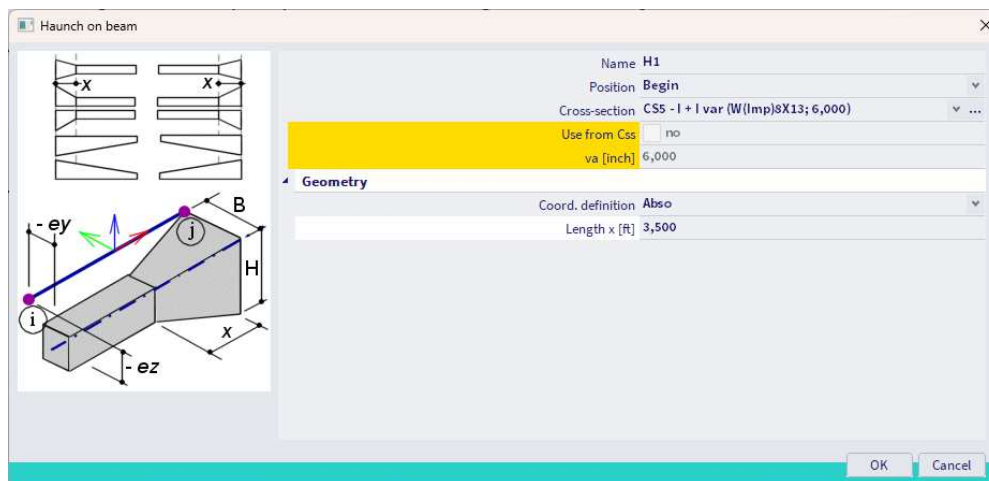 Haunch on beam
x x
Name H1
Position Begin
Cross-section CS5 - I + I var (W(Imp)8X13; 6,000) ...
Use from Css no
va [inch] 6,000
Geometry
Coord. definition Abso
Length x [ft] 3,500
B
- ey
j
H
i
x
- ez
OK Cancel